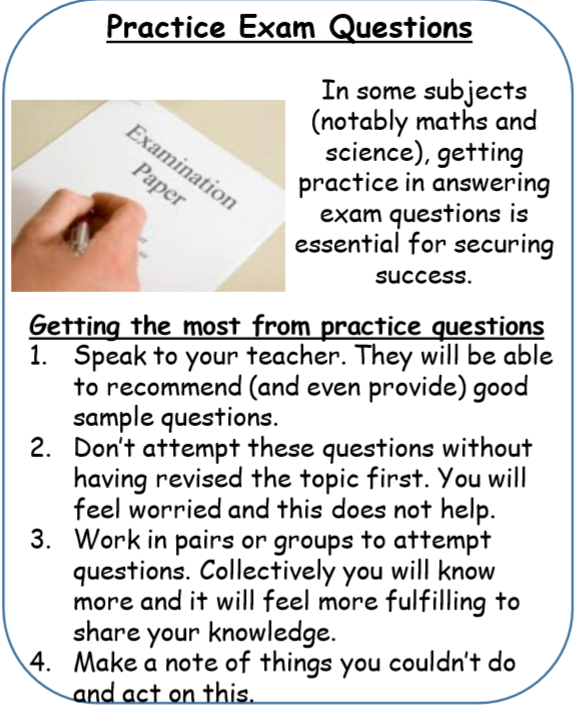 Practice Exam Questions
Examination
Paper
In some subjects
(notably maths and
science), getting
practice in answering
exam questions is
essential for securing
success.
Getting the most from practice questions
1. Speak to your teacher. They will be able
to recommend (and even provide) good
sample questions.
2. Don't attempt these questions without
having revised the topic first. You will
feel worried and this does not help.
3. Work in pairs or groups to attempt
questions. Collectively you will know
more and it will feel more fulfilling to
share your knowledge.
4. Make a note of things you couldn't do
and act on this.